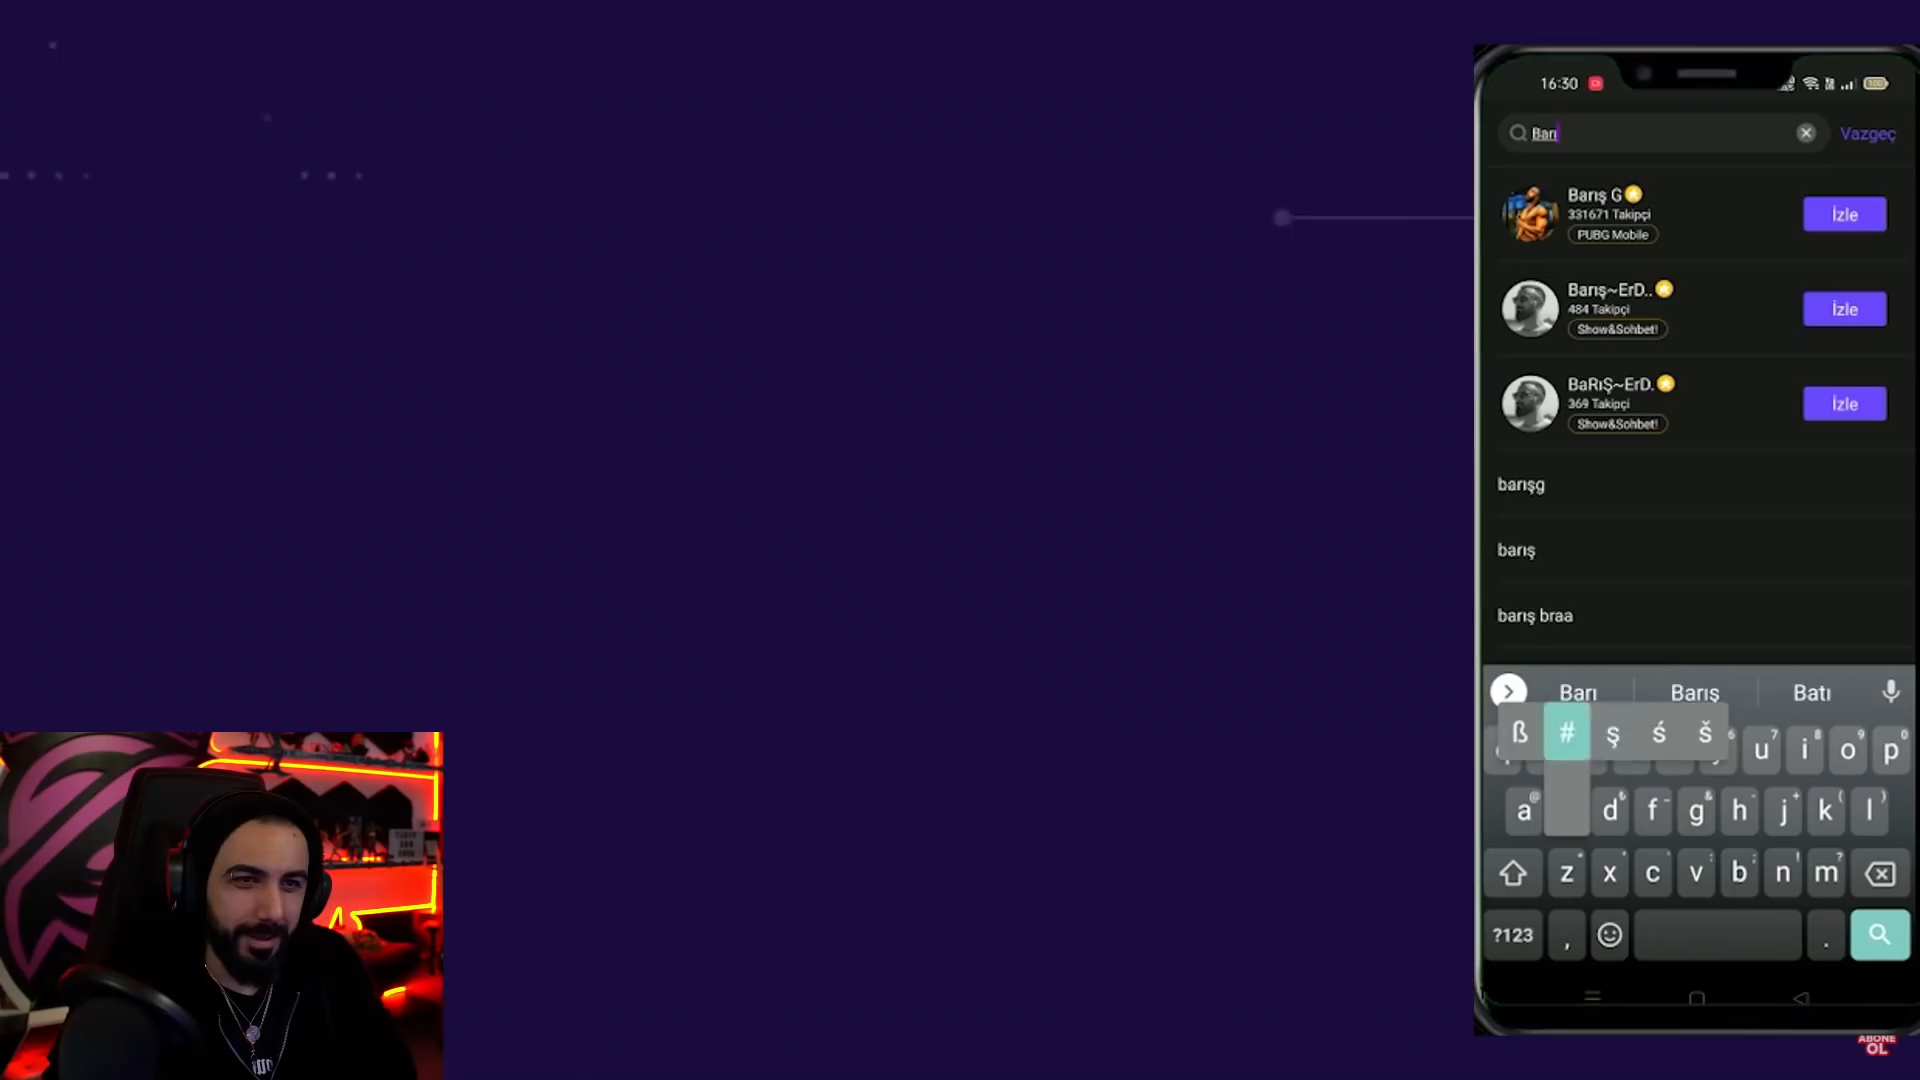 16:30
Barı
Vazgeç
Barış G
331671 Takipçi
PUBG Mobile
İzle
Barış~ErD..
484 Takipçi
Show&Sohbet!
İzle
BaRıŞ~ErD.
369 Takipçi
Show&Sohbet!
İzle
barışg
barış
barış braa
Barı Barış Batı
ß # ş ś š
u i o p
a d f g h j k l
z x c v b n m
?123 , .
ABONE
OL